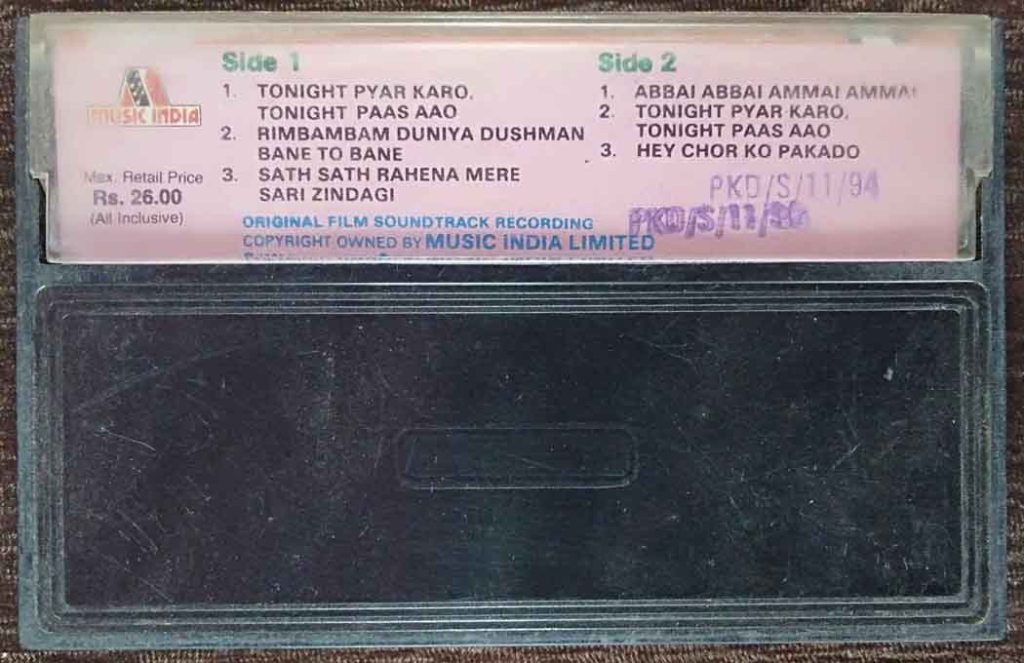 MUSIC INDIA
Max. Retail Price
Rs. 26.00
(All Inclusive)
Side 1
1. TONIGHT PYAR KARO,
TONIGHT PAAS AAO
2. RIMBAMBAM DUNIYA DUSHMAN
BANE TO BANE
3. SATH SATH RAHENA MERE
SARI ZINDAGI
Side 2
1. ABBAI ABBAI AMMAI AMMAI
2. TONIGHT PYAR KARO,
TONIGHT PAAS AAO
3. HEY CHOR KO PAKADO
PKD/S/11/94
PKD/S/11/
ORIGINAL FILM SOUNDTRACK RECORDING
COPYRIGHT OWNED BY MUSIC INDIA LIMITED